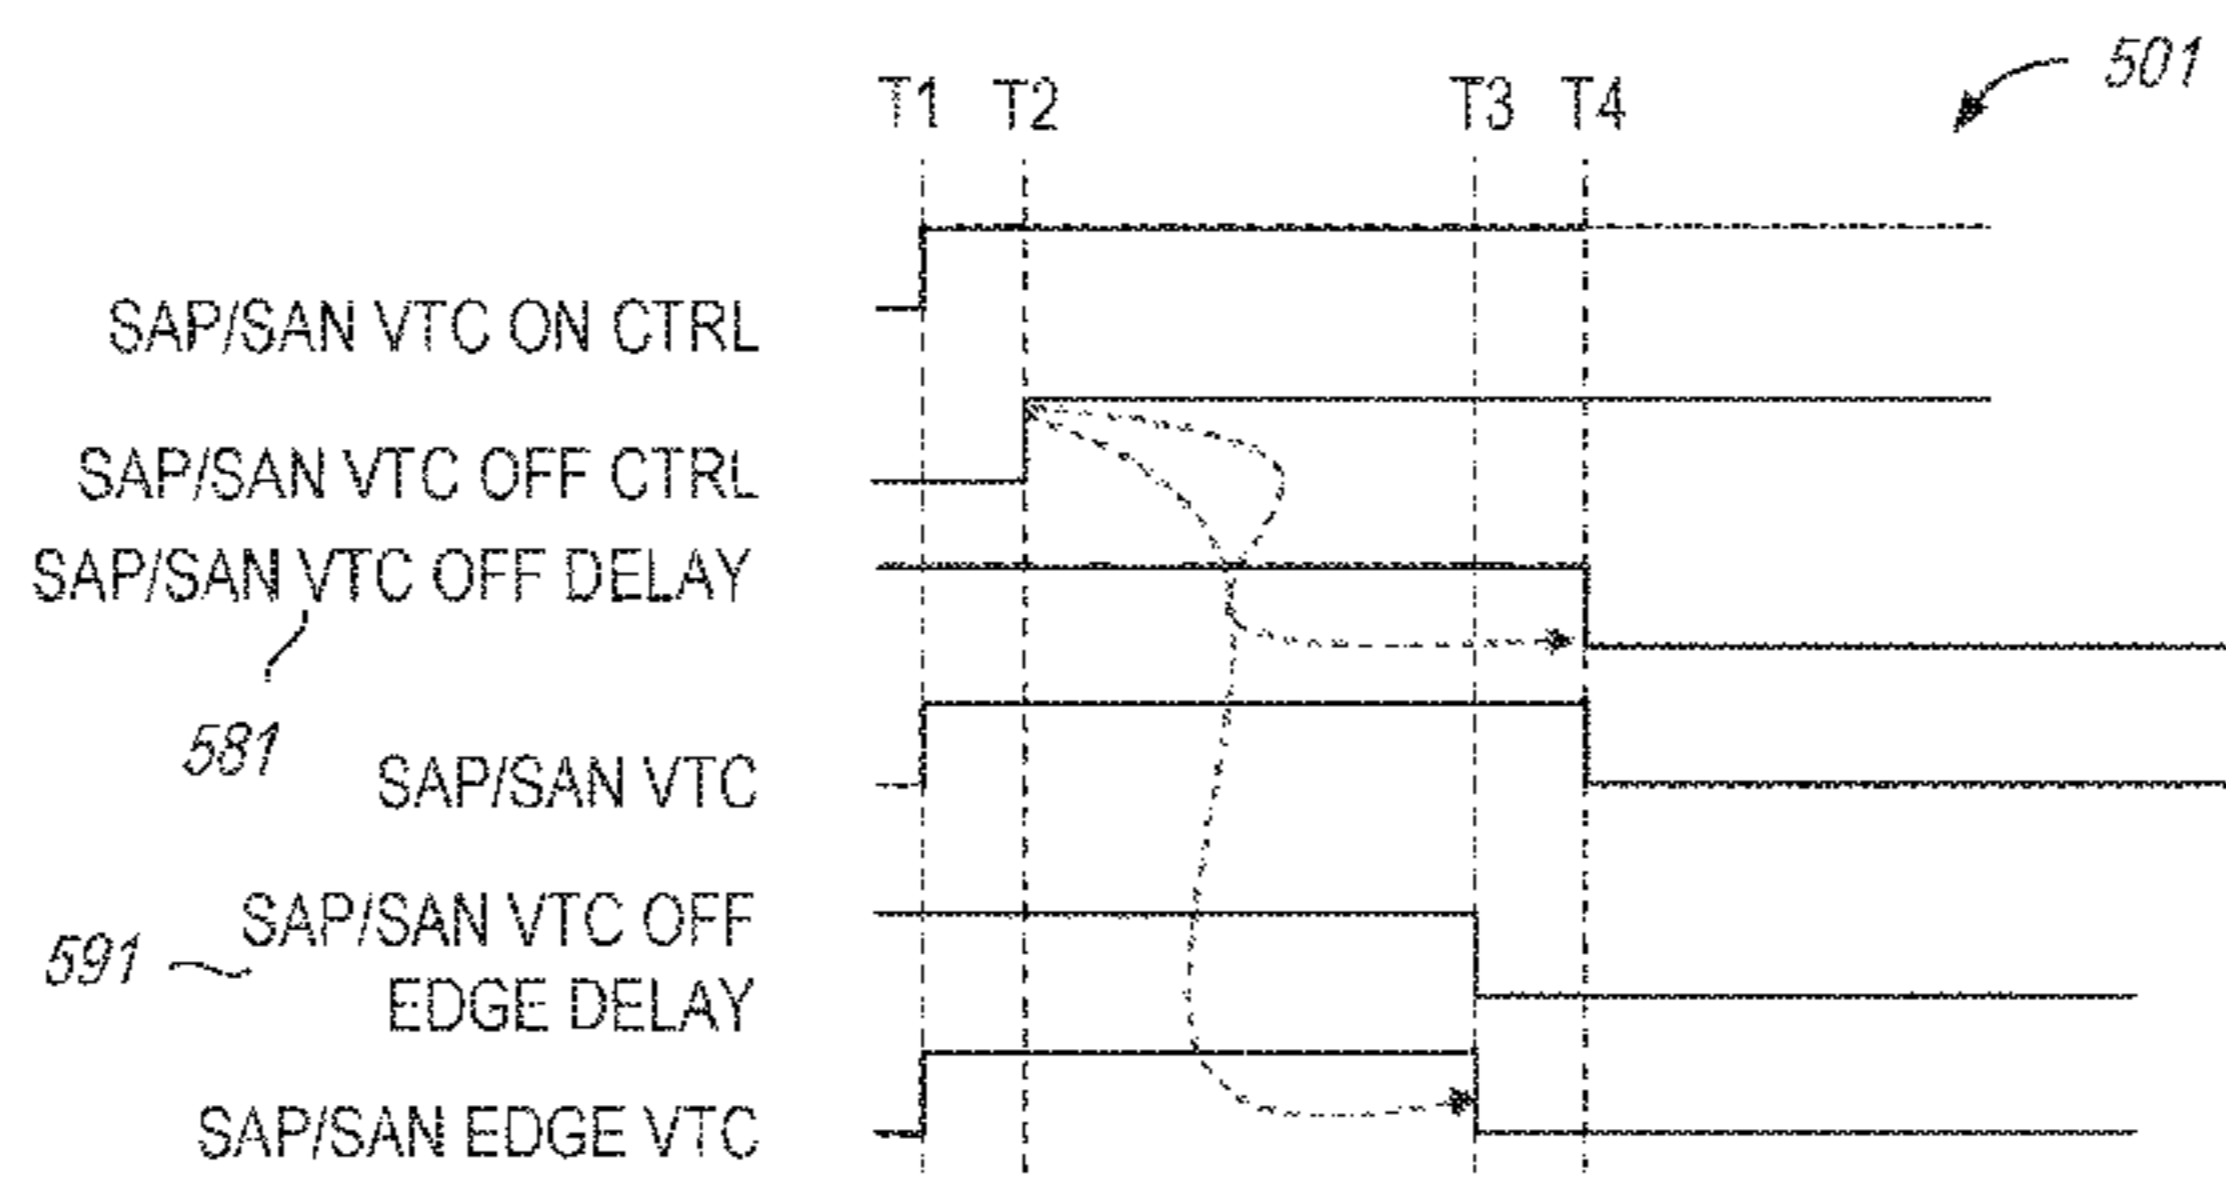 501
T1 T2 T3 T4
SAP/SAN VTC ON CTRL
SAP/SAN VTC OFF CTRL
SAP/SAN VTC OFF DELAY
581
SAP/SAN VTC
SAP/SAN VTC OFF
591
EDGE DELAY
SAP/SAN EDGE VTC